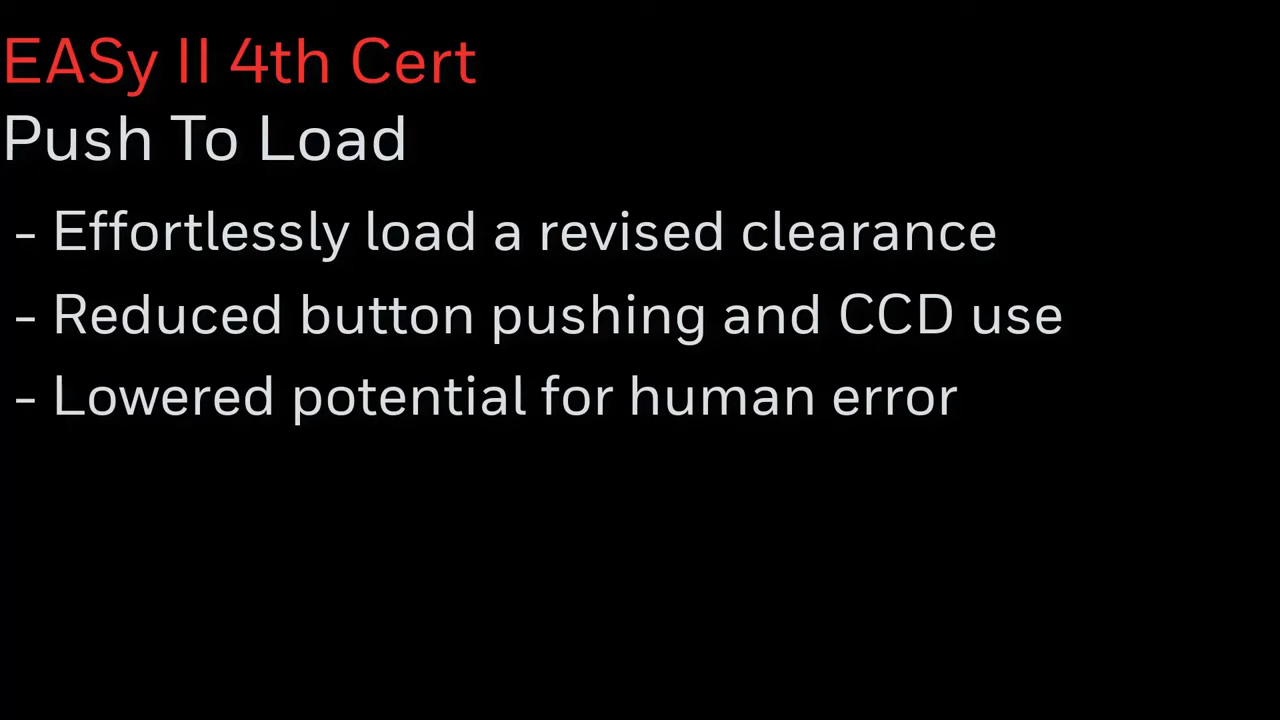 EASy II 4th Cert
Push To Load
- Effortlessly load a revised clearance
- Reduced button pushing and CCD use
- Lowered potential for human error